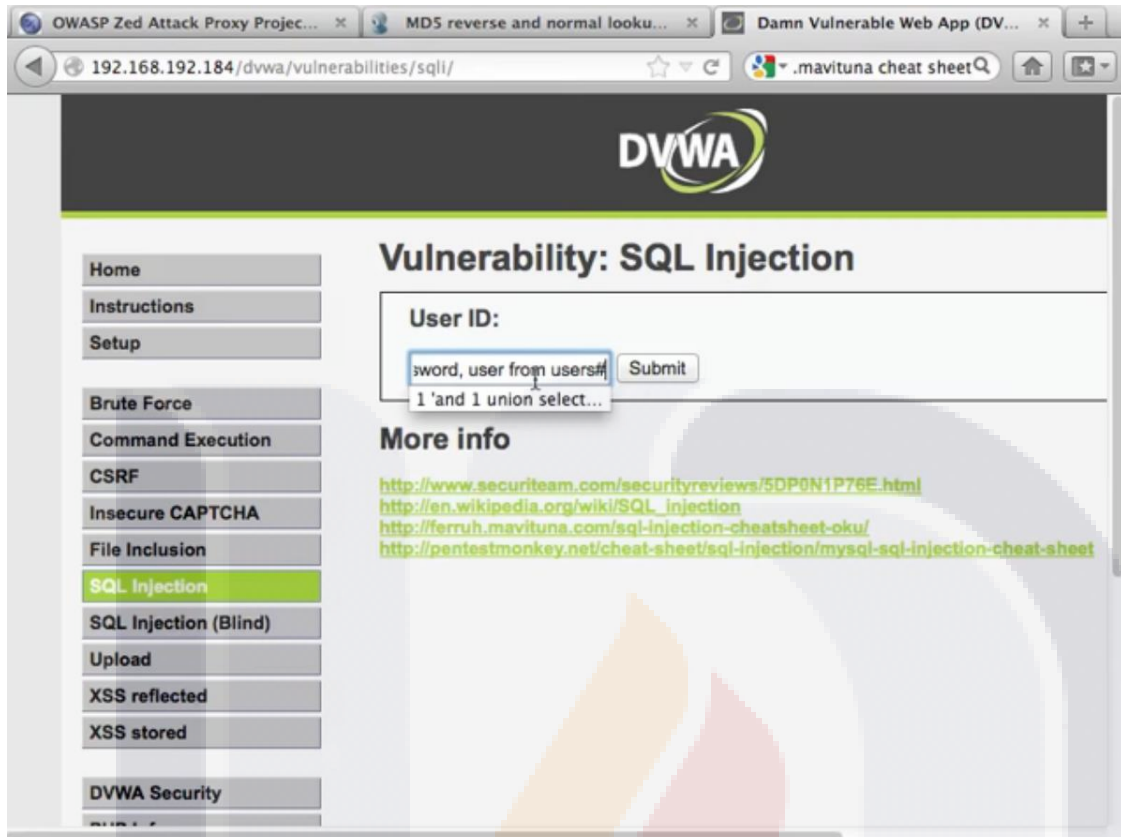 OWASP Zed Attack Proxy Projec...
MD5 reverse and normal looku...
Damn Vulnerable Web App (DV...
192.168.192.184/dvwa/vulnerabilities/sqli/
.mavituna cheat sheet
DVWA
Home
Instructions
Setup
Brute Force
Command Execution
CSRF
Insecure CAPTCHA
File Inclusion
SQL Injection
SQL Injection (Blind)
Upload
XSS reflected
XSS stored
DVWA Security
Vulnerability: SQL Injection
User ID:
sword, user from users#
Submit
1 'and 1 union select...
More info
http://www.securiteam.com/securityreviews/5DP0N1P76E.html
http://en.wikipedia.org/wiki/SQL_injection
http://ferruh.mavituna.com/sql-injection-cheatsheet-oku/
http://pentestmonkey.net/cheat-sheet/sql-injection/mysql-sql-injection-cheat-sheet